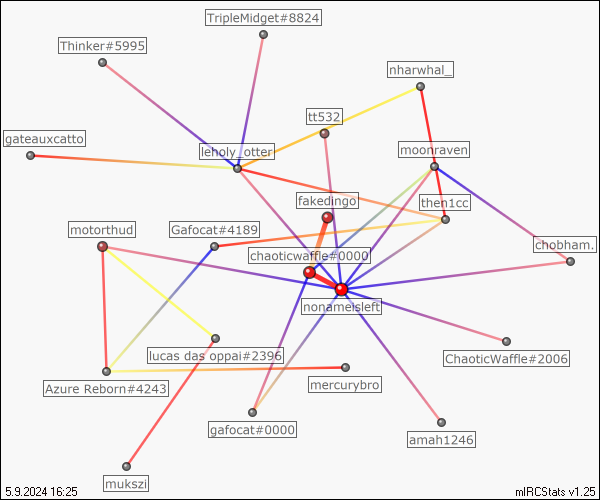 TripleMidget#8824
Thinker#5995
nharwhal_
tt532
gateauxcatto
leholy_otter
moonraven
fakedingo
then1cc
motorthud
Gafocat#4189
chobham.
chaoticwaffle#0000
nonameisleft
lucas das oppai#2396
ChaoticWaffle#2006
Azure Reborn#4243
mercurybro
gafocat#0000
amah1246
mukszi
5.9.2024 16:25
mIRCStats v1.25